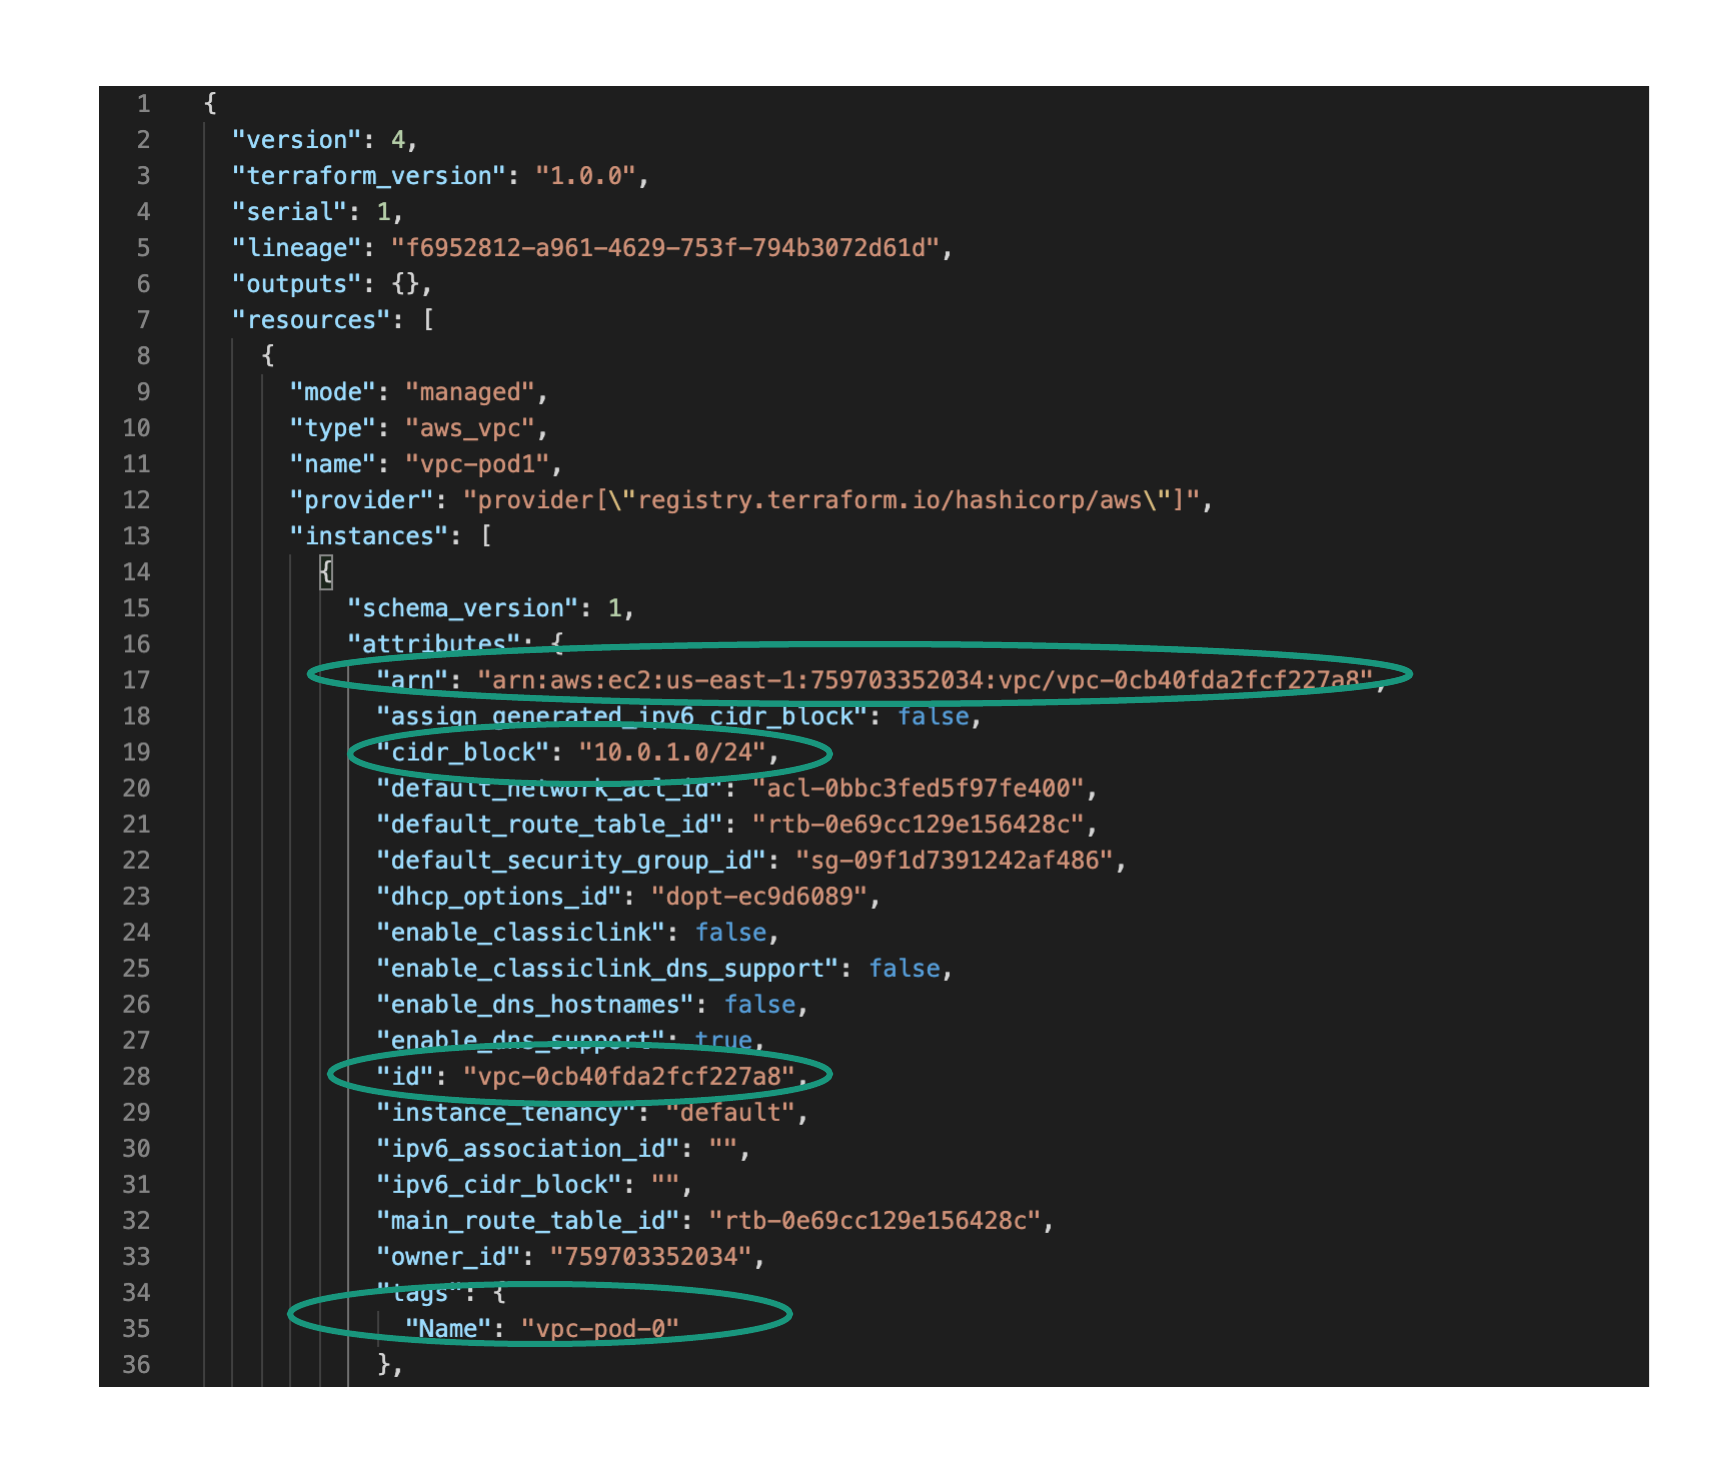 1 {
2 "version": 4,
3 "terraform_version": "1.0.0",
4 "serial": 1,
5 "lineage": "f6952812-a961-4629-753f-794b3072d61d",
6 "outputs": {},
7 "resources": [
8 {
9 "mode": "managed",
10 "type": "aws_vpc",
11 "name": "vpc-pod1",
12 "provider": "provider[\"registry.terraform.io/hashicorp/aws\"]",
13 "instances": [
14 {
15 "schema_version": 1,
16 "attributes": {
17 "arn": "arn:aws:ec2:us-east-1:759703352034:vpc/vpc-0cb40fda2fcf227a8",
18 "assign_generated_ipv6_cidr_block": false,
19 "cidr_block": "10.0.1.0/24",
20 "default_network_acl_id": "acl-0bbc3fed5f97fe400",
21 "default_route_table_id": "rtb-0e69cc129e156428c",
22 "default_security_group_id": "sg-09f1d7391242af486",
23 "dhcp_options_id": "dopt-ec9d6089",
24 "enable_classiclink": false,
25 "enable_classiclink_dns_support": false,
26 "enable_dns_hostnames": false,
27 "enable_dns_support": true,
28 "id": "vpc-0cb40fda2fcf227a8",
29 "instance_tenancy": "default",
30 "ipv6_association_id": "",
31 "ipv6_cidr_block": "",
32 "main_route_table_id": "rtb-0e69cc129e156428c",
33 "owner_id": "759703352034",
34 "tags": {
35 "Name": "vpc-pod-0"
36 },